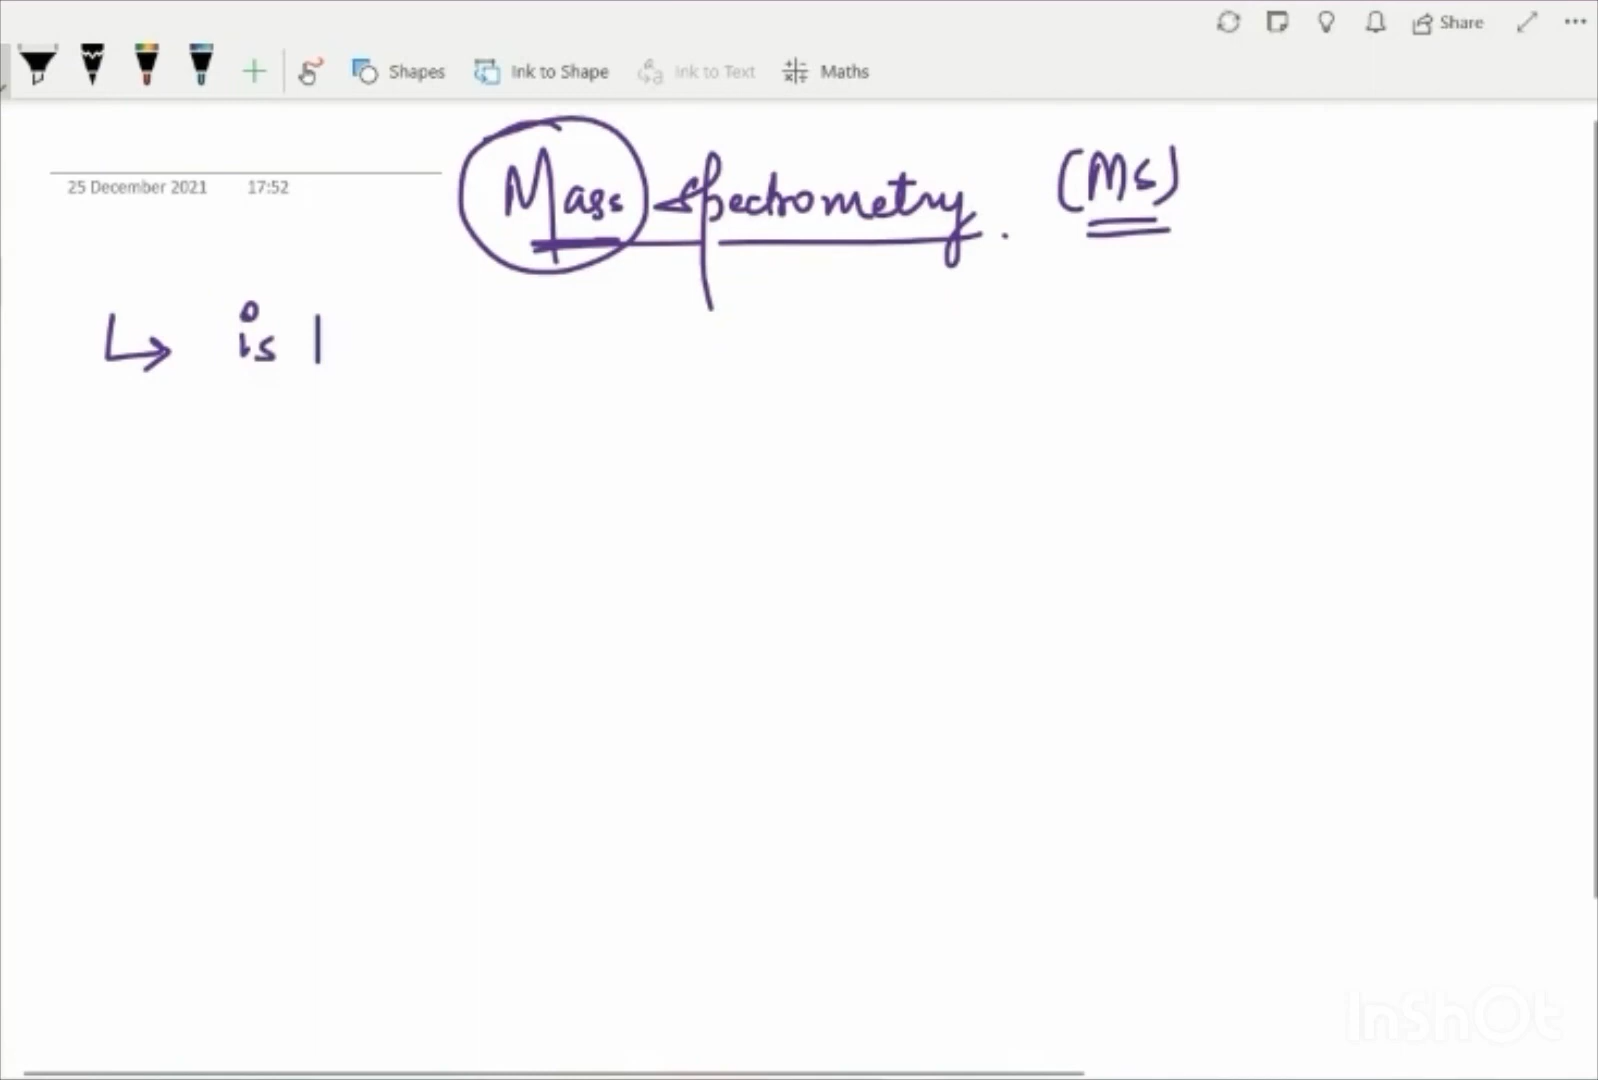 Share
Shapes Ink to Shape Ink to Text Maths
Mass spectrometry. (MS)
25 December 2021 17:52
↳ is
InShOt